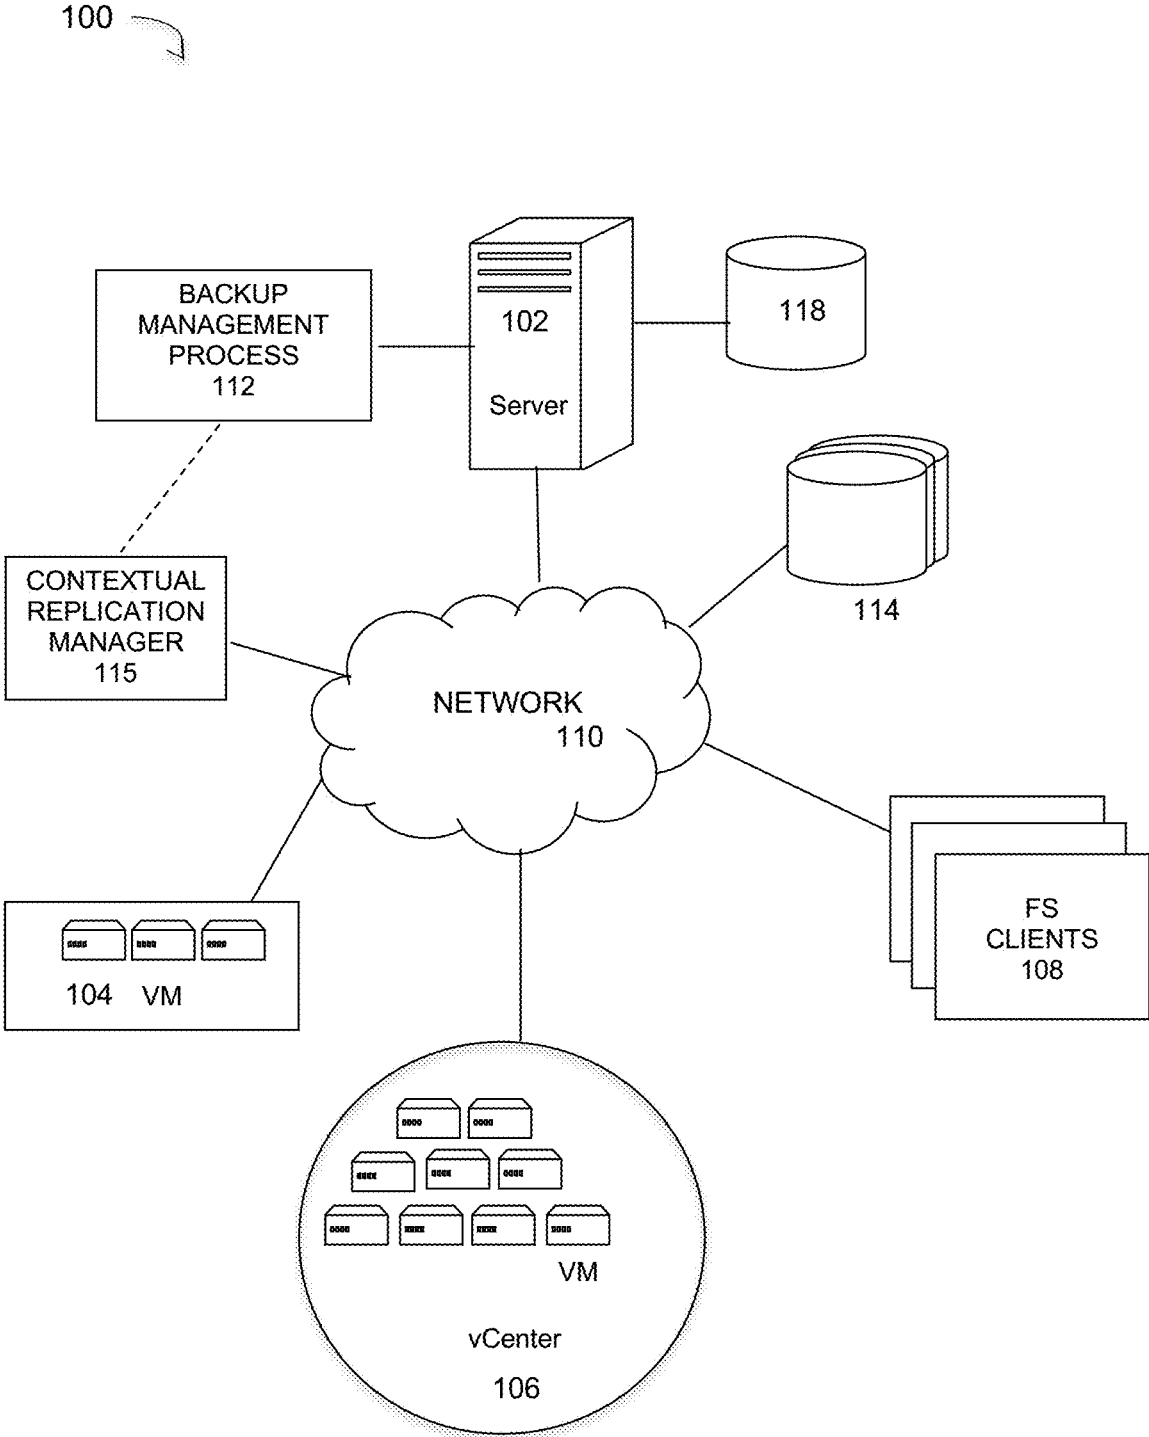 100
BACKUP
MANAGEMENT
PROCESS
112
102
Server
118
114
CONTEXTUAL
REPLICATION
MANAGER
115
NETWORK
110
104 VM
FS
CLIENTS
108
VM
vCenter
106